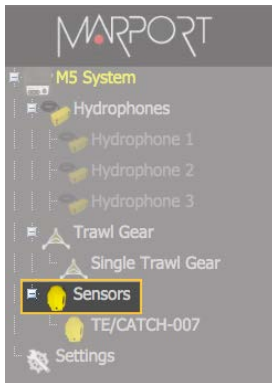 MARPORT
M5 System
Hydrophones
Hydrophone 1
Hydrophone 2
Hydrophone 3
Trawl Gear
Single Trawl Gear
Sensors
TE/CATCH-007
Settings